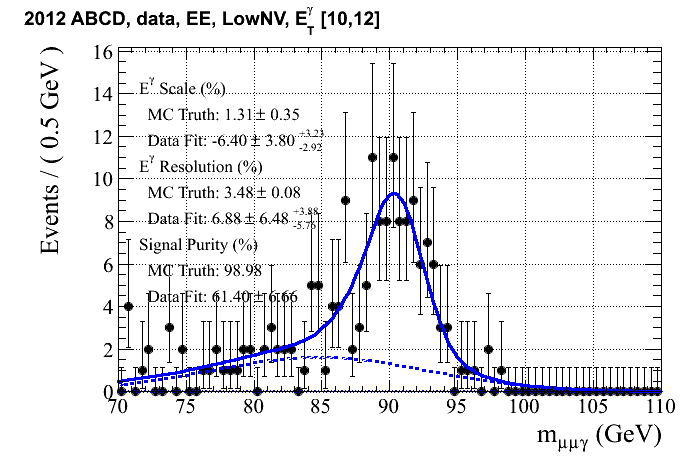 2012 ABCD, data, EE, LowNV, E_T^γ [10,12]
Events / ( 0.5 GeV )
16
14
12
10
8
6
4
2
0
E^γ Scale (%)
MC Truth: 1.31 ± 0.35
Data Fit: -6.40 ± 3.80 +3.23 -2.92
E^γ Resolution (%)
MC Truth: 3.48 ± 0.08
Data Fit: 6.88 ± 6.48 +3.88 -5.76
Signal Purity (%)
MC Truth: 98.98
Data Fit: 61.40 ± 6.66
70 75 80 85 90 95 100 105 110
m_μμγ (GeV)